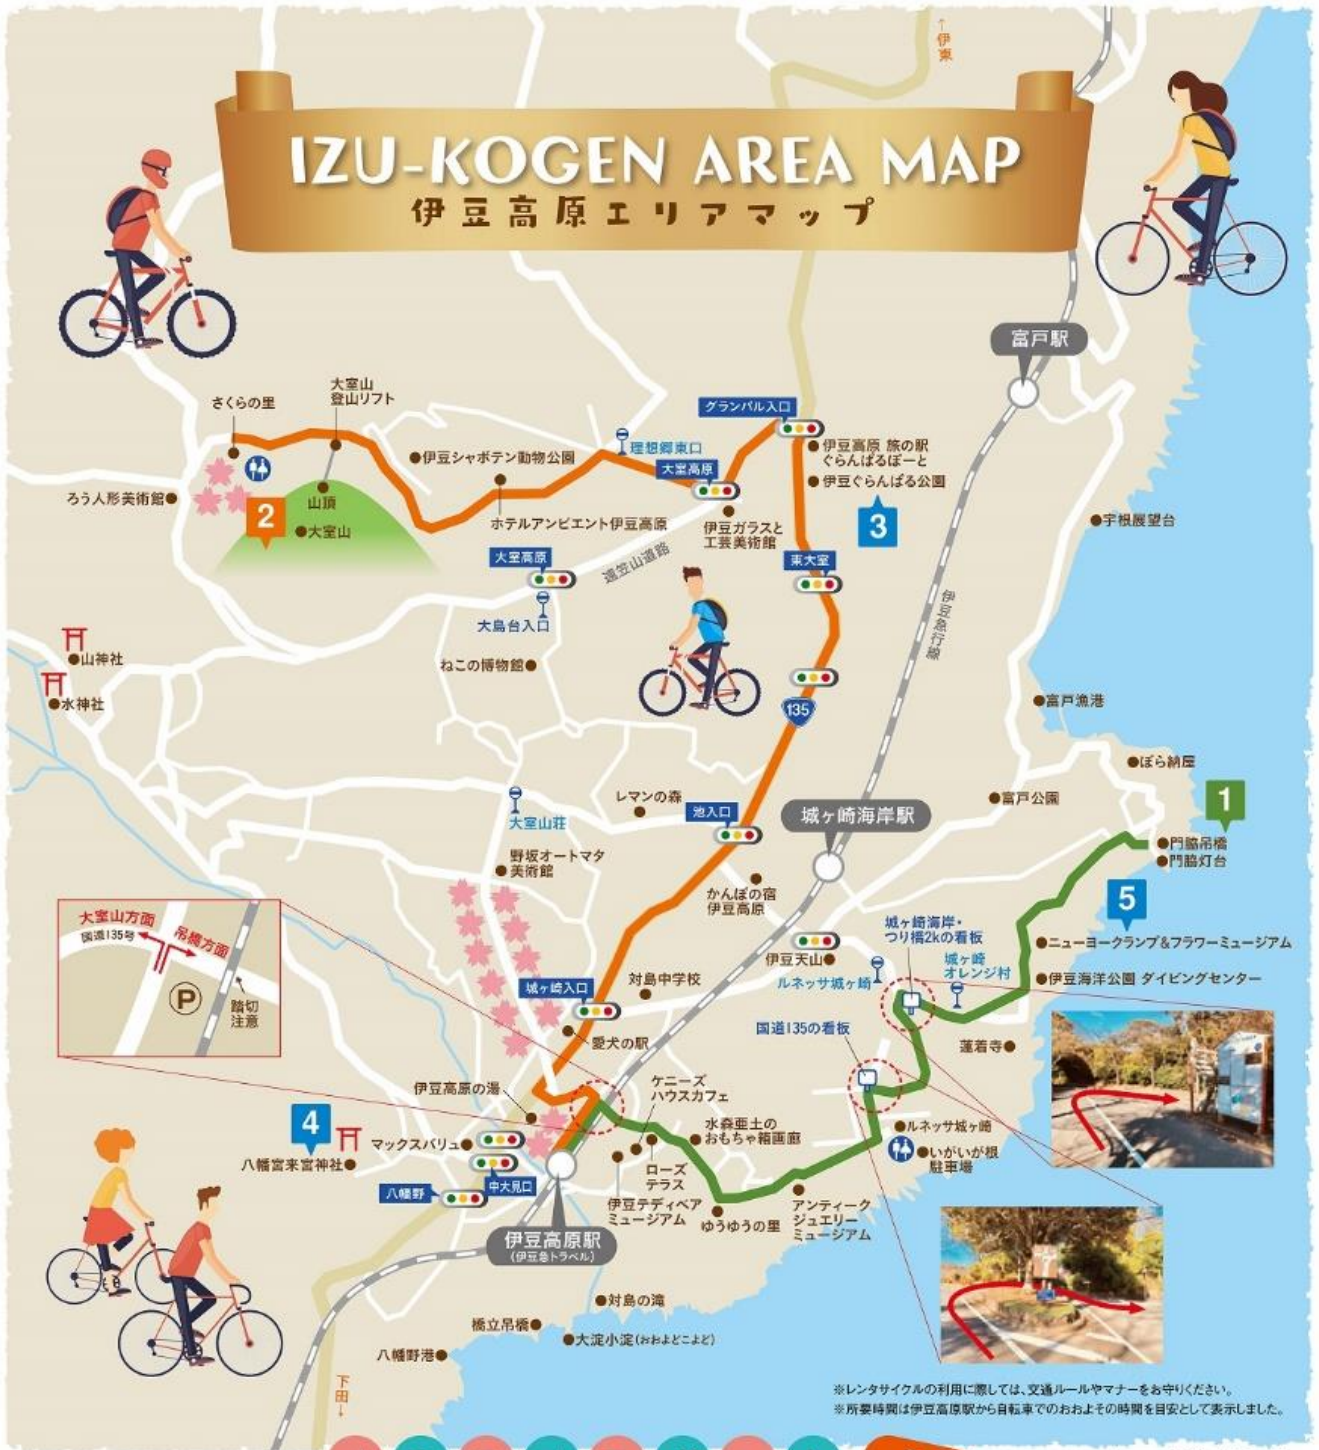 ↑伊東
IZU-KOGEN AREA MAP
伊豆高原エリアマップ
富戸駅
大室山
登山リフト
さくらの里
グランパル入口
理想郷東口
伊豆高原 旅の駅
ぐらんぱるぽーと
伊豆シャボテン動物公園
大室高原
伊豆ぐらんぱる公園
ろう人形美術館
山頂
2
大室山
ホテルアンビエント伊豆高原
伊豆ガラスと
工芸美術館
3
宇根展望台
大室高原
遠笠山道路
東大室
伊豆急行線
大島台入口
山神社
ねこの博物館
水神社
富戸漁港
135
ぼら納屋
レマンの森
富戸公園
1
大室山荘
池入口
城ヶ崎海岸駅
門脇吊橋
門脇灯台
野坂オートマタ
美術館
かんぽの宿
伊豆高原
5
大室山方面
国道135号
吊橋方面
P
踏切
注意
城ヶ崎海岸・
つり橋2kの看板
ニューヨークランプ&フラワーミュージアム
伊豆天山
城ヶ崎
オレンジ村
ルネッサ城ヶ崎
伊豆海洋公園 ダイビングセンター
城ヶ崎入口
対島中学校
国道135の看板
愛犬の駅
蓮着寺
伊豆高原の湯
ケニーズ
ハウスカフェ
4
マックスバリュ
水森亜土の
おもちゃ箱画廊
ルネッサ城ヶ崎
八幡宮来宮神社
いがいが根
駐車場
ローズ
テラス
八幡野
中大見口
伊豆テディベア
ミュージアム
ゆうゆうの里
アンティーク
ジュエリー
ミュージアム
伊豆高原駅
(伊豆急トラベル)
対島の滝
橋立吊橋
大淀小淀(おおよどこよど)
八幡野港
下田↓
※レンタサイクルの利用に際しては、交通ルールやマナーをお守りください。
※所要時間は伊豆高原駅から自転車でのおおよその時間を目安として表示しました。